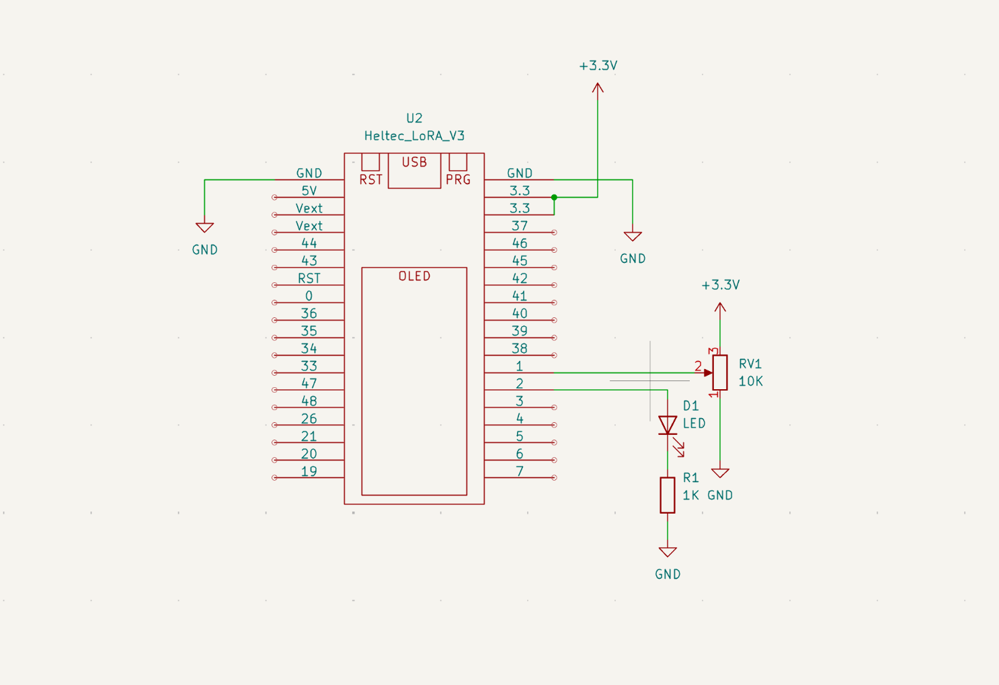 +3.3V
U2
Heltec_LoRA_V3
USB
RST
PRG
GND
5V
Vext
Vext
44
43
RST
0
36
35
34
33
47
48
26
21
20
19
GND
3.3
3.3
37
46
45
42
41
40
39
38
1
2
3
4
5
6
7
OLED
GND
GND
+3.3V
3
2
1
RV1
10K
D1
LED
R1
1K
GND
GND